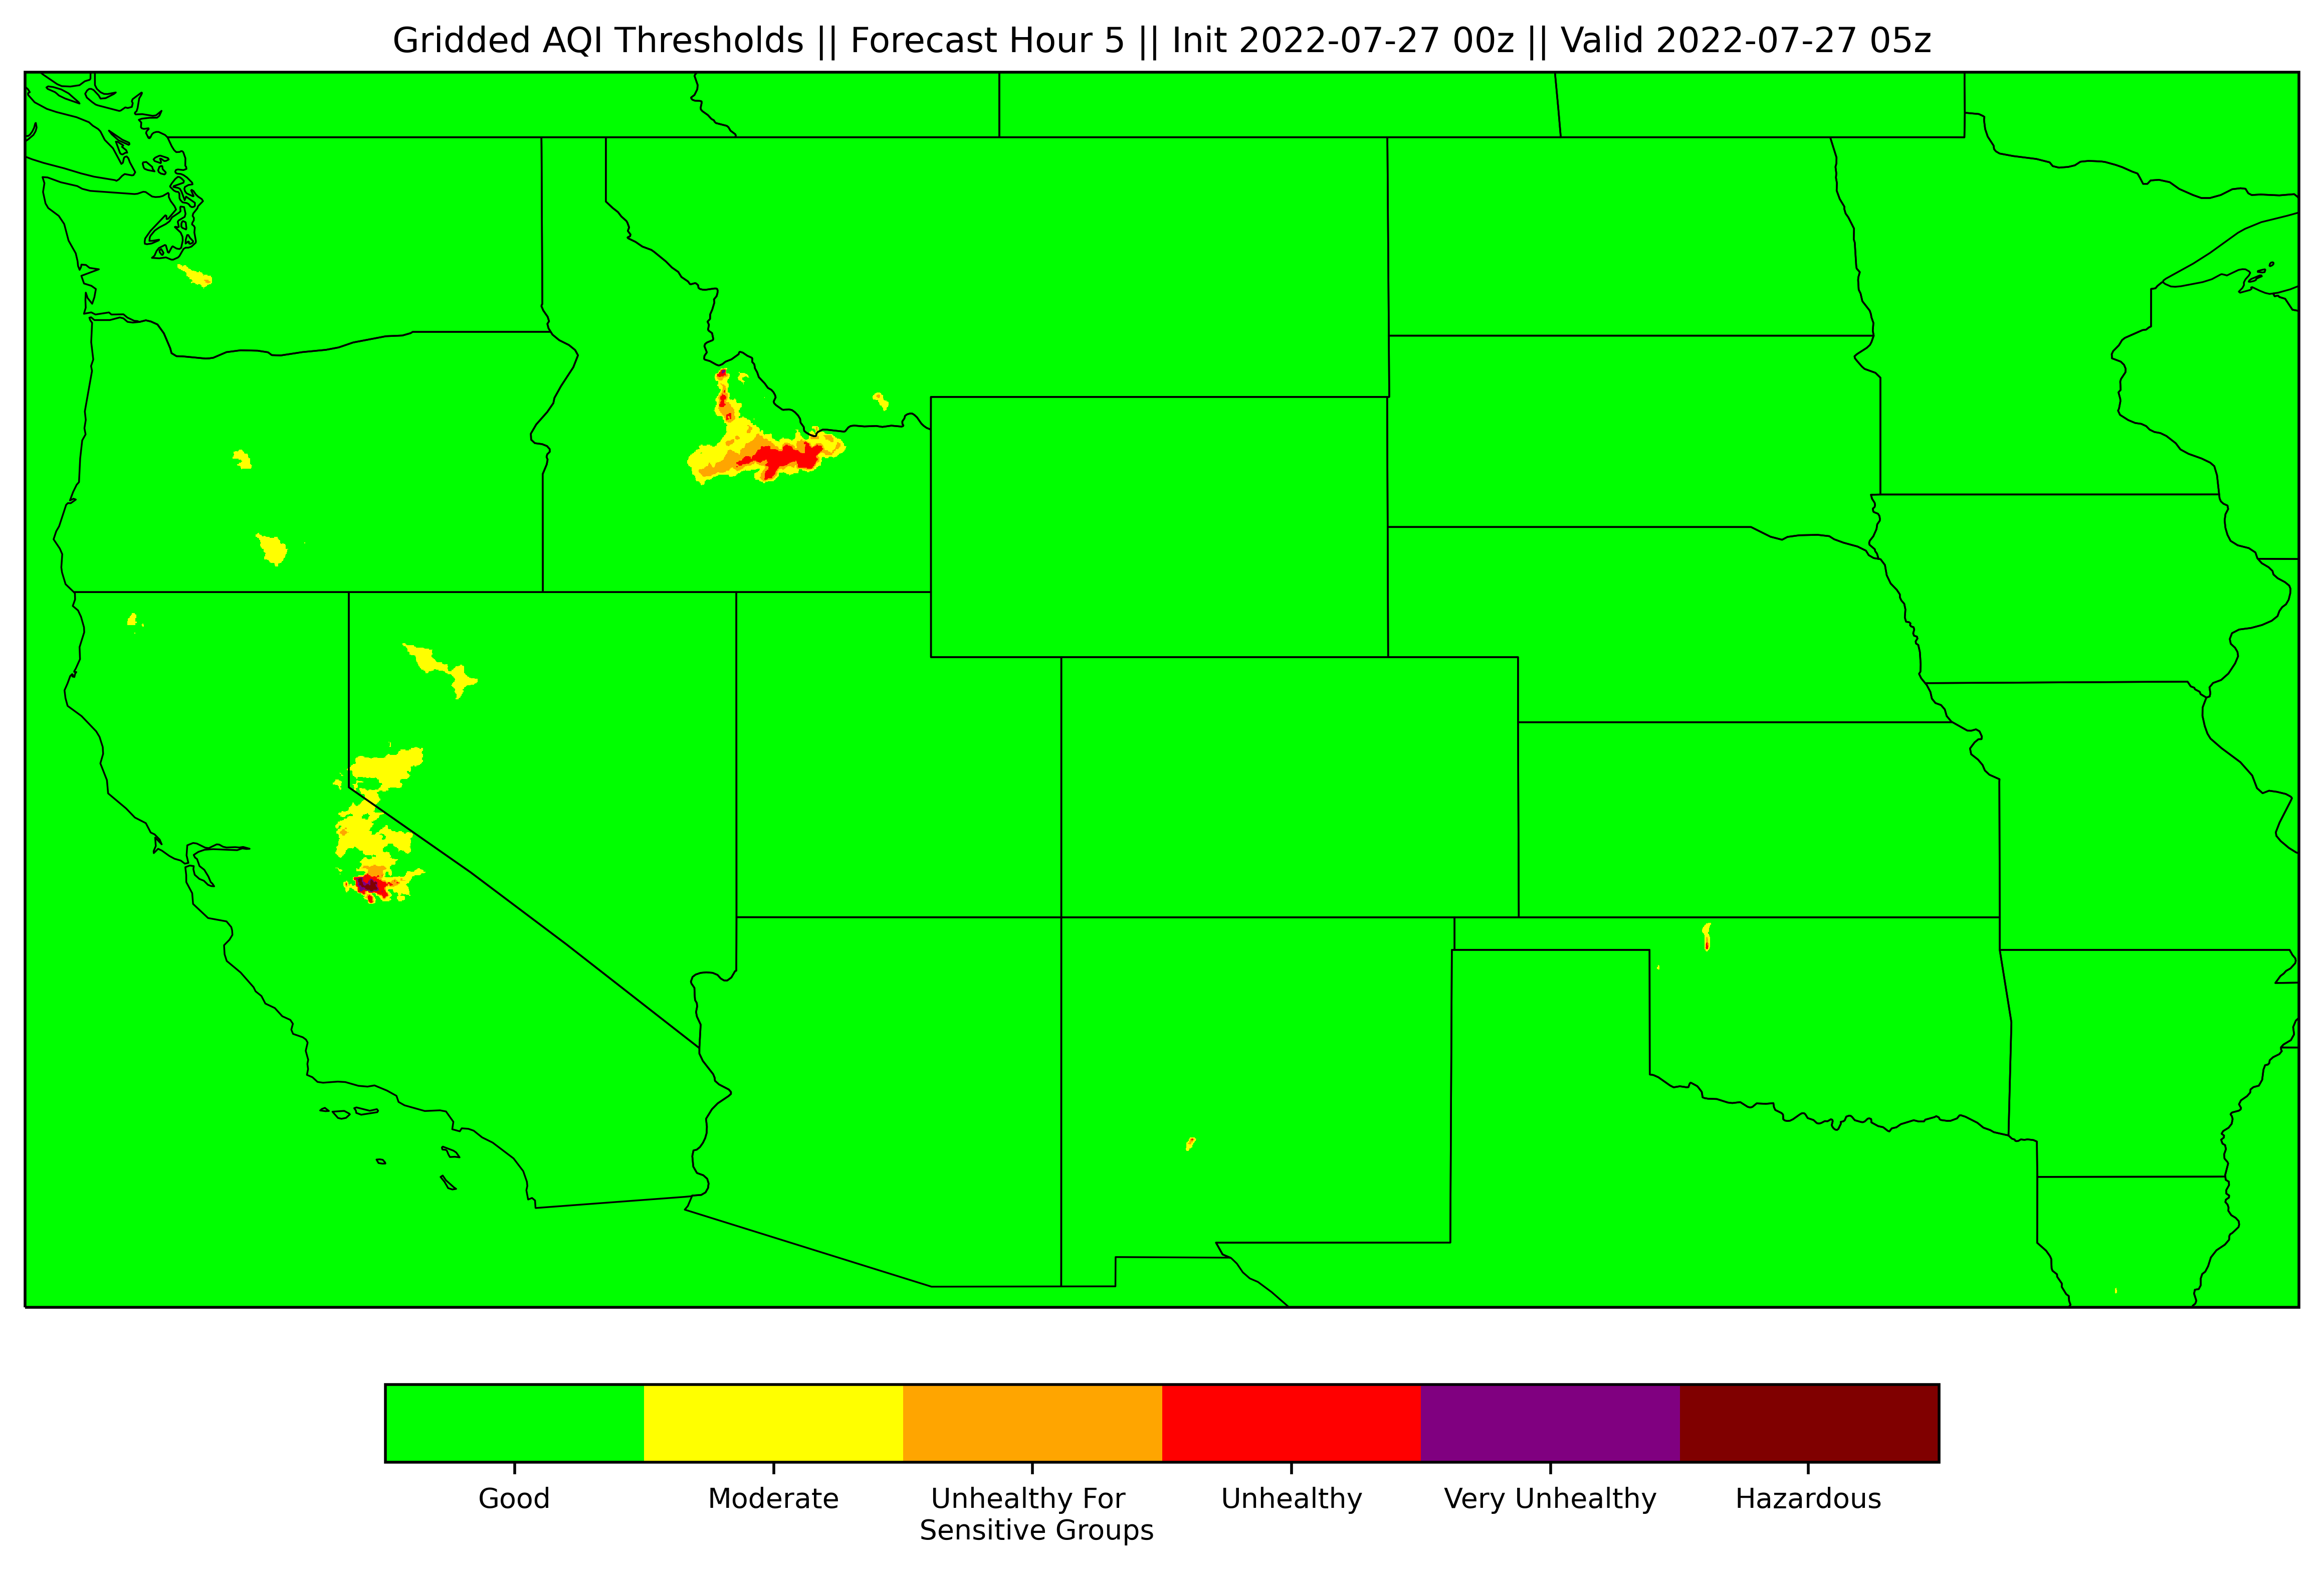 Gridded AQI Thresholds || Forecast Hour 5 || Init 2022-07-27 00z || Valid 2022-07-27 05z
Good
Moderate
Unhealthy For
Sensitive Groups
Unhealthy
Very Unhealthy
Hazardous